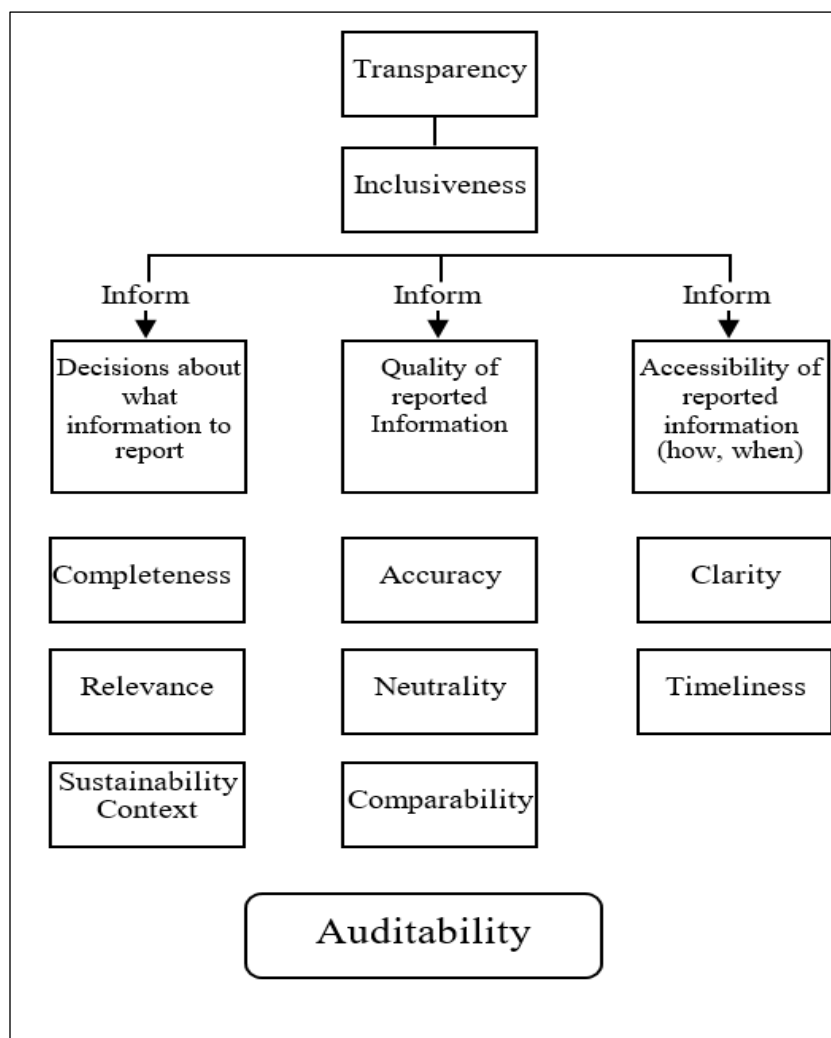 Transparency
Inclusiveness
Inform
Inform
Inform
Decisions about
what
information to
report
Quality of
reported
Information
Accessibility of
reported
information
(how, when)
Completeness
Accuracy
Clarity
Relevance
Neutrality
Timeliness
Sustainability
Context
Comparability
Auditability